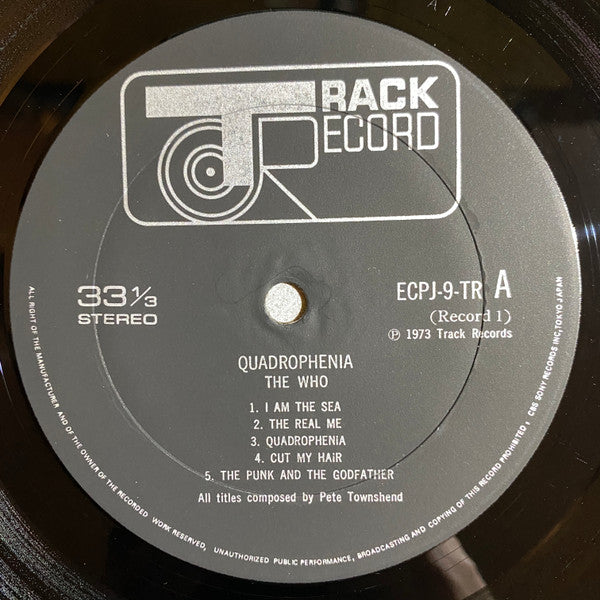 TRACK
RECORD
33 1/3
STEREO
ECPJ-9-TR A
(Record 1)
℗ 1973 Track Records
QUADROPHENIA
THE WHO
1. I AM THE SEA
2. THE REAL ME
3. QUADROPHENIA
4. CUT MY HAIR
5. THE PUNK AND THE GODFATHER
All titles composed by Pete Townshend
ALL RIGHT OF THE MANUFACTURER AND OF THE OWNER OF THE RECORDED WORK RESERVED, UNAUTHORIZED PUBLIC PERFORMANCE, BROADCASTING AND COPYING OF THIS RECORD PROHIBITED; CBS SONY RECORDS INC, TOKYO JAPAN